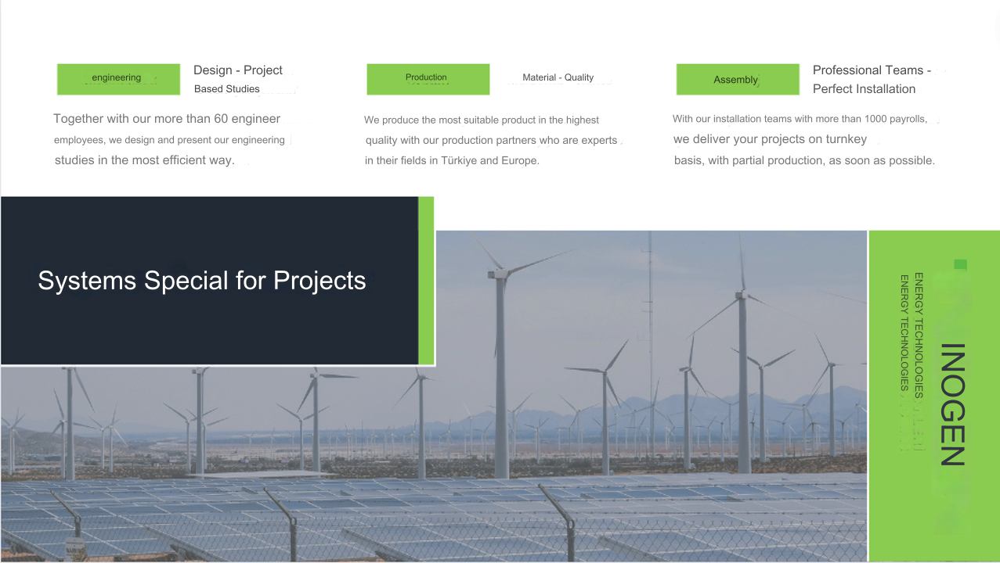 engineering
Design - Project
Based Studies
Together with our more than 60 engineer
employees, we design and present our engineering
studies in the most efficient way.
Production
Material - Quality
We produce the most suitable product in the highest
quality with our production partners who are experts
in their fields in Türkiye and Europe.
Assembly
Professional Teams -
Perfect Installation
With our installation teams with more than 1000 payrolls,
we deliver your projects on turnkey
basis, with partial production, as soon as possible.
Systems Special for Projects
INOGEN
ENERGY TECHNOLOGIES
ENERGY TECHNOLOGIES
WARNING